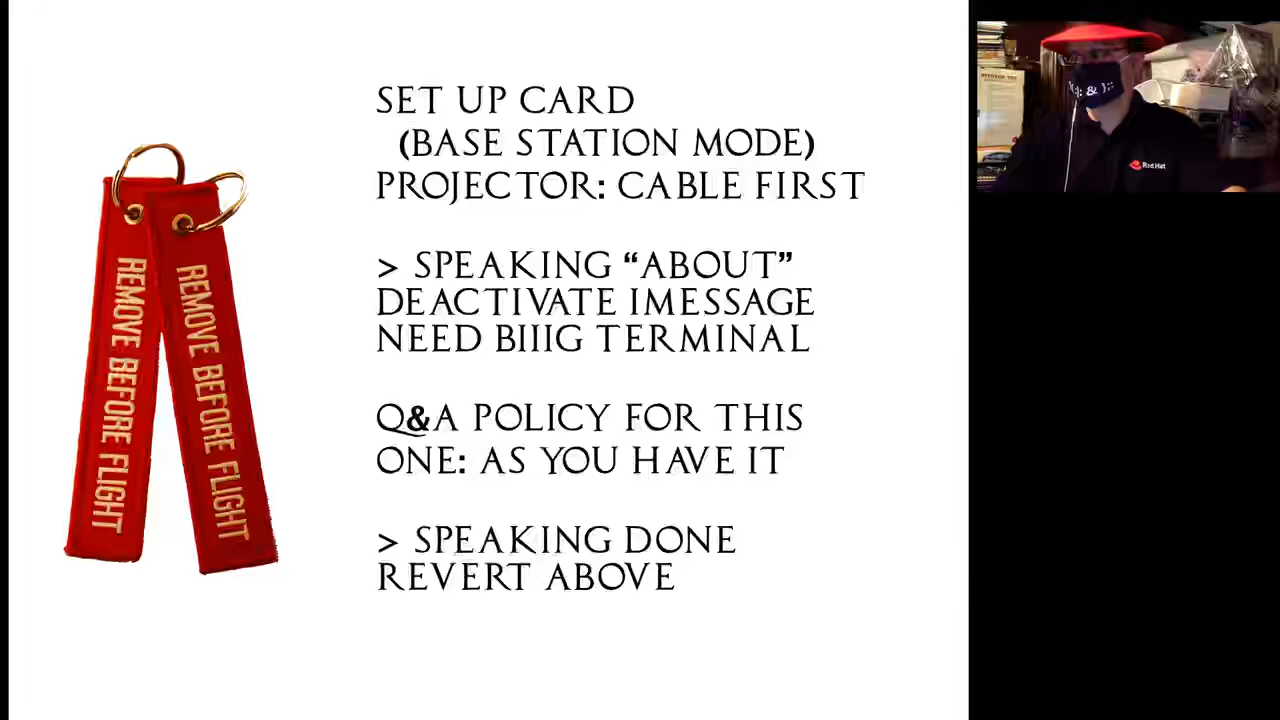 SET UP CARD
(BASE STATION MODE)
PROJECTOR: CABLE FIRST
> SPEAKING “ABOUT”
DEACTIVATE IMESSAGE
NEED BIIIG TERMINAL
Q&A POLICY FOR THIS
ONE: AS YOU HAVE IT
> SPEAKING DONE
REVERT ABOVE
REMOVE BEFORE FLIGHT
REMOVE BEFORE FLIGHT
Red Hat